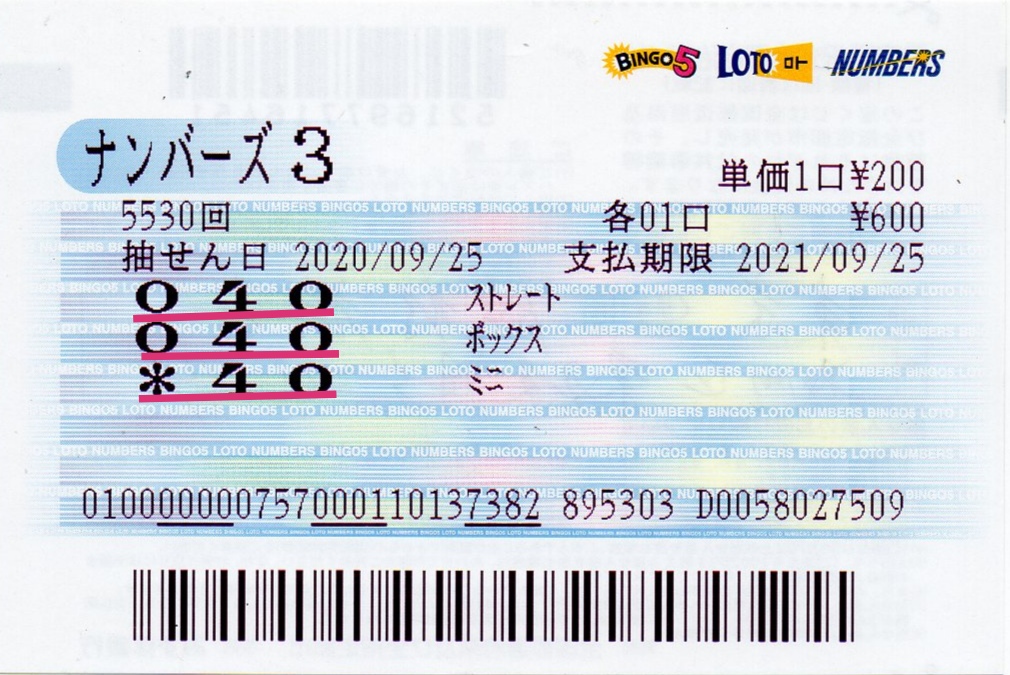 BINGO5 LOTO ロト NUMBERS
ナンバーズ3
単価1口¥200
5530回 各01口 ¥600
抽せん日 2020/09/25 支払期限 2021/09/25
0 4 0 ストレート
0 4 0 ボックス
* 4 0 ミニ
010000000075700011013​7382 895303 D0058027509